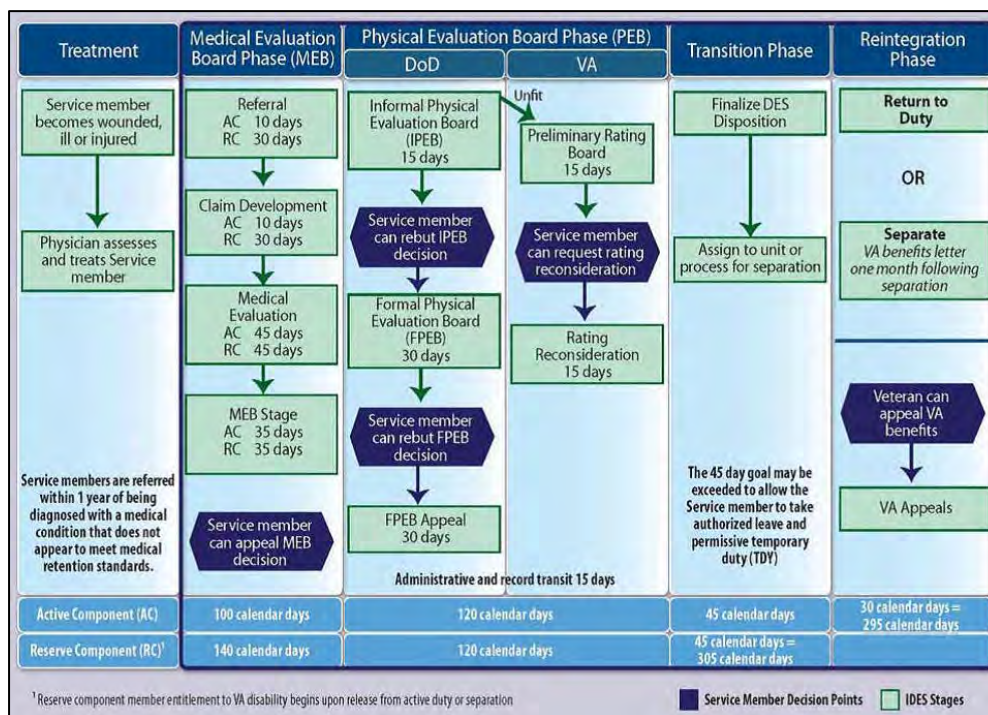 Treatment
Service member
becomes wounded,
ill or injured
Physician assesses
and treats Service
member
Service members are referred
within 1 year of being
diagnosed with a medical
condition that does not
appear to meet medical
retention standards.
Medical Evaluation
Board Phase (MEB)
Referral
AC 10 days
RC 30 days
Claim Development
AC 10 days
RC 30 days
Medical
Evaluation
AC 45 days
RC 45 days
MEB Stage
AC 35 days
RC 35 days
Service member
can appeal MEB
decision
Physical Evaluation Board Phase (PEB)
DoD
Informal Physical
Evaluation Board
(IPEB)
15 days
Service member
can rebut IPEB
decision
Formal Physical
Evaluation Board
(FPEB)
30 days
Service member
can rebut FPEB
decision
FPEB Appeal
30 days
VA
Unfit
Preliminary Rating
Board
15 days
Service member
can request rating
reconsideration
Rating
Reconsideration
15 days
Administrative and record transit 15 days
Transition Phase
Finalize DES
Disposition
Assign to unit or
process for separation
The 45 day goal may be
exceeded to allow the
Service member to take
authorized leave and
permissive temporary
duty (TDY)
Reintegration
Phase
Return to
Duty
OR
Separate
VA benefits letter
one month following
separation
Veteran can
appeal VA
benefits
VA Appeals
Active Component (AC)
100 calendar days
120 calendar days
45 calendar days
30 calendar days =
295 calendar days
Reserve Component (RC)¹
140 calendar days
120 calendar days
45 calendar days =
305 calendar days
¹ Reserve component member entitlement to VA disability begins upon release from active duty or separation
Service Member Decision Points
IDES Stages